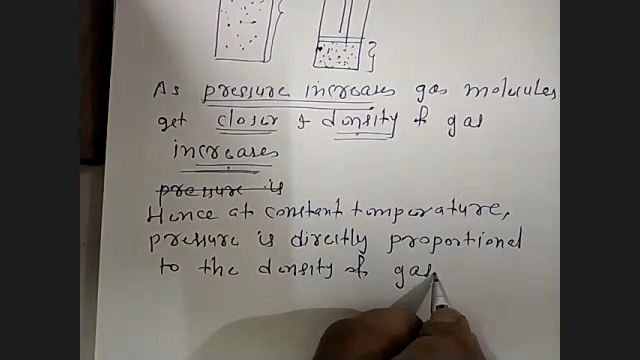 As pressure increases gas molecules
get closer & density of gas
increases
pressure is
Hence at constant temperature,
pressure is directly proportional
to the density of gas